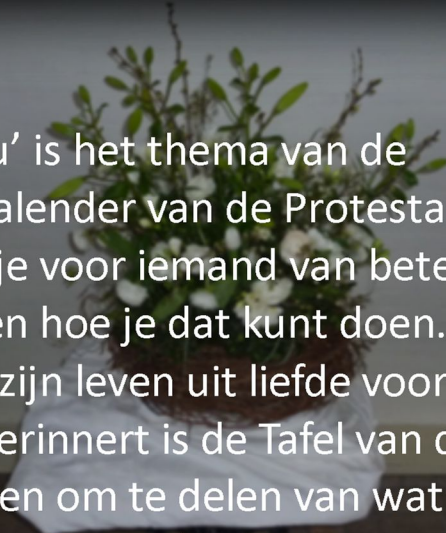 u’ is het thema van de
alender van de Protesta
je voor iemand van bete
en hoe je dat kunt doen.
zijn leven uit liefde voor
erinnert is de Tafel van d
en om te delen van wat